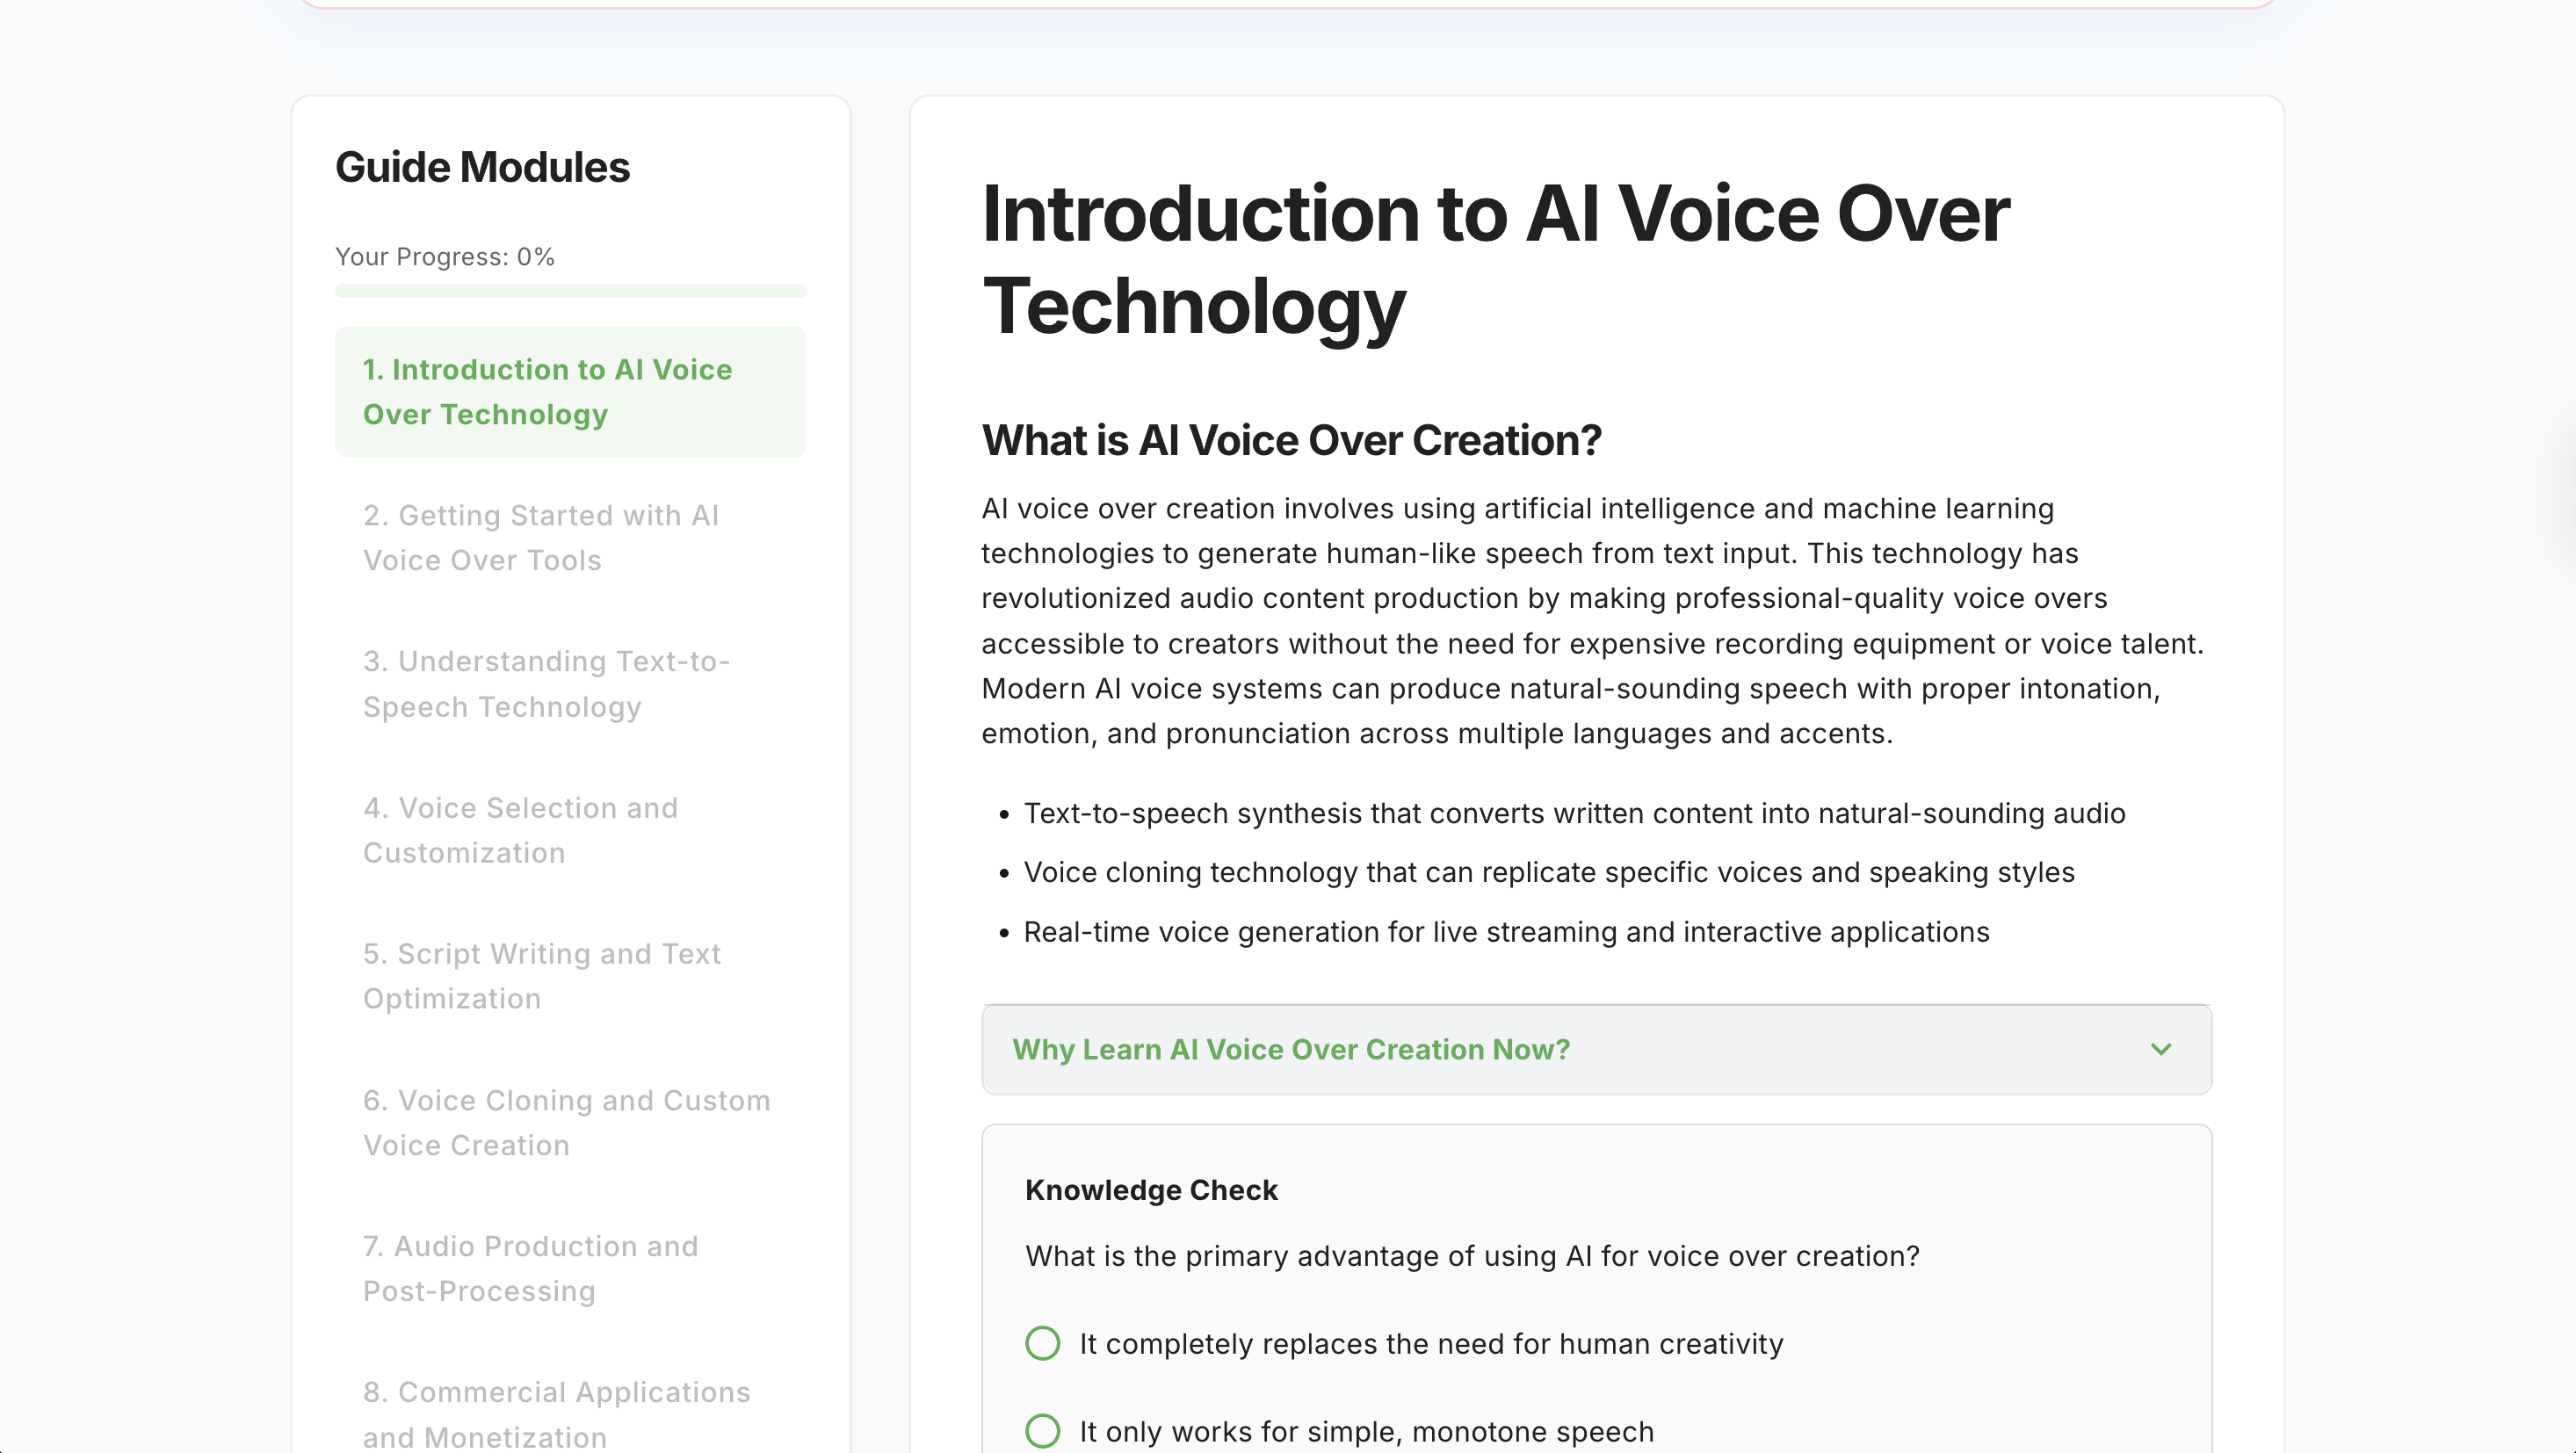 Guide Modules
Your Progress: 0%
1. Introduction to AI Voice
Over Technology
2. Getting Started with AI
Voice Over Tools
3. Understanding Text-to-
Speech Technology
4. Voice Selection and
Customization
5. Script Writing and Text
Optimization
6. Voice Cloning and Custom
Voice Creation
7. Audio Production and
Post-Processing
8. Commercial Applications
and Monetization
Introduction to AI Voice Over
Technology
What is AI Voice Over Creation?
AI voice over creation involves using artificial intelligence and machine learning
technologies to generate human-like speech from text input. This technology has
revolutionized audio content production by making professional-quality voice overs
accessible to creators without the need for expensive recording equipment or voice talent.
Modern AI voice systems can produce natural-sounding speech with proper intonation,
emotion, and pronunciation across multiple languages and accents.
• Text-to-speech synthesis that converts written content into natural-sounding audio
• Voice cloning technology that can replicate specific voices and speaking styles
• Real-time voice generation for live streaming and interactive applications
Why Learn AI Voice Over Creation Now?
Knowledge Check
What is the primary advantage of using AI for voice over creation?
It completely replaces the need for human creativity
It only works for simple, monotone speech